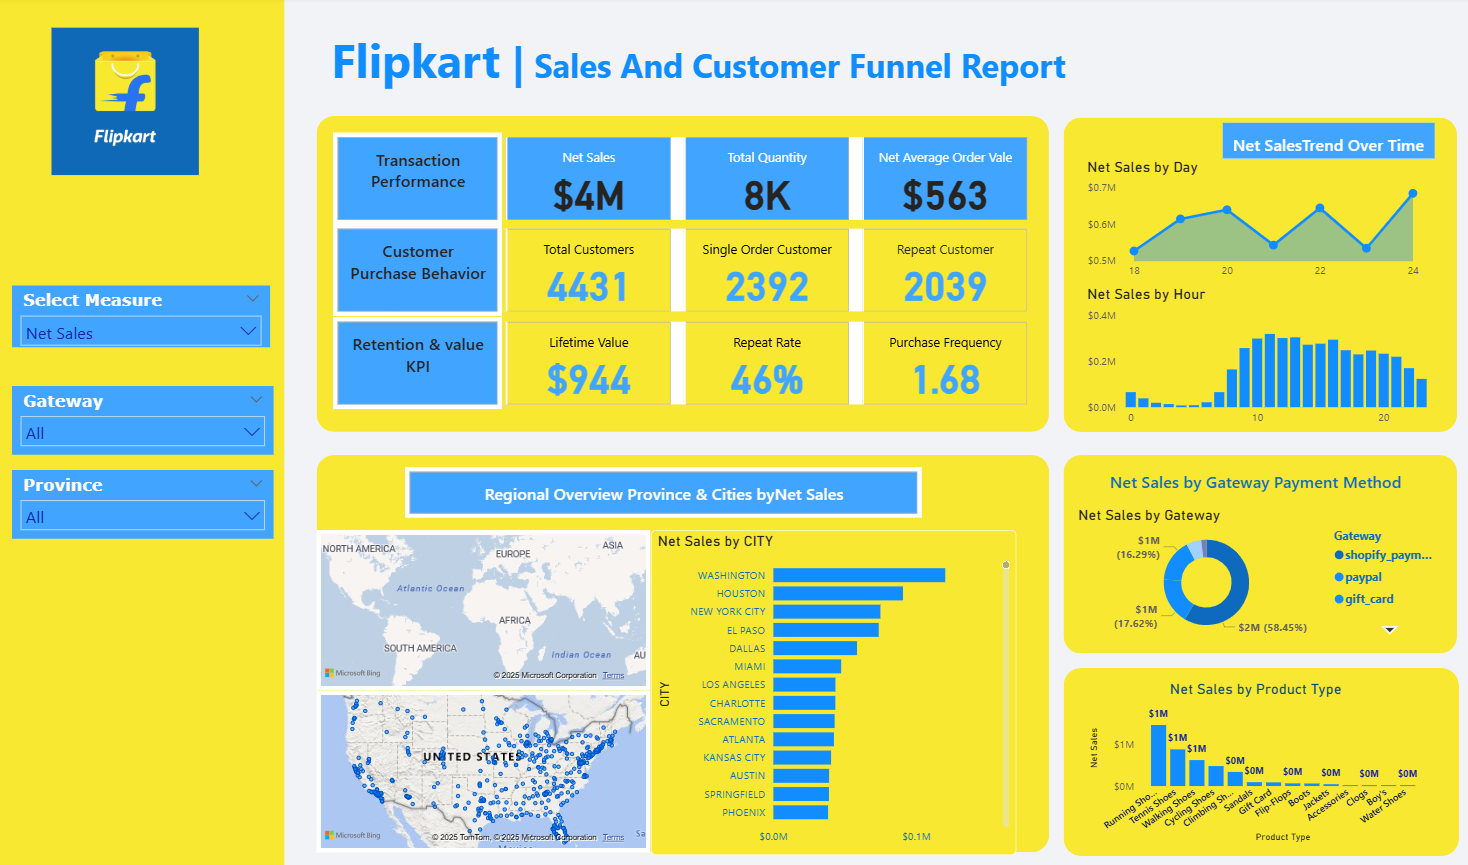 Flipkart
Flipkart | Sales And Customer Funnel Report
Select Measure
Net Sales
Gateway
All
Province
All
Transaction
Performance
Net Sales
$4M
Total Quantity
8K
Net Average Order Vale
$563
Customer
Purchase Behavior
Total Customers
4431
Single Order Customer
2392
Repeat Customer
2039
Retention & value
KPI
Lifetime Value
$944
Repeat Rate
46%
Purchase Frequency
1.68
Net SalesTrend Over Time
Net Sales by Day
$0.7M
$0.6M
$0.5M
18 20 22 24
Net Sales by Hour
$0.4M
$0.2M
$0.0M
0 10 20
Regional Overview Province & Cities byNet Sales
NORTH AMERICA
EUROPE
ASIA
Atlantic Ocean
AFRICA
SOUTH AMERICA
Indian Ocean
AU
Microsoft Bing
© 2025 Microsoft Corporation Terms
UNITED STATES
Sa
Microsoft Bing
© 2025 TomTom, © 2025 Microsoft Corporation Terms
Net Sales by CITY
CITY
WASHINGTON
HOUSTON
NEW YORK CITY
EL PASO
DALLAS
MIAMI
LOS ANGELES
CHARLOTTE
SACRAMENTO
ATLANTA
KANSAS CITY
AUSTIN
SPRINGFIELD
PHOENIX
$0.0M $0.1M
Net Sales by Gateway Payment Method
Net Sales by Gateway
$1M
(16.29%)
$1M
(17.62%)
$2M (58.45%)
Gateway
shopify_paym...
paypal
gift_card
Net Sales by Product Type
Net Sales
$1M
$0M
$1M
$1M
$1M
$0M
$0M
$0M
$0M
$0M
$0M
Running Sho...
Tennis Shoes
Walking Shoes
Cycling Shoes
Climbing Sh...
Sandals
Gift Card
Flip-Flops
Boots
Jackets
Accessories
Clogs
Boy's
Water Shoes
Product Type